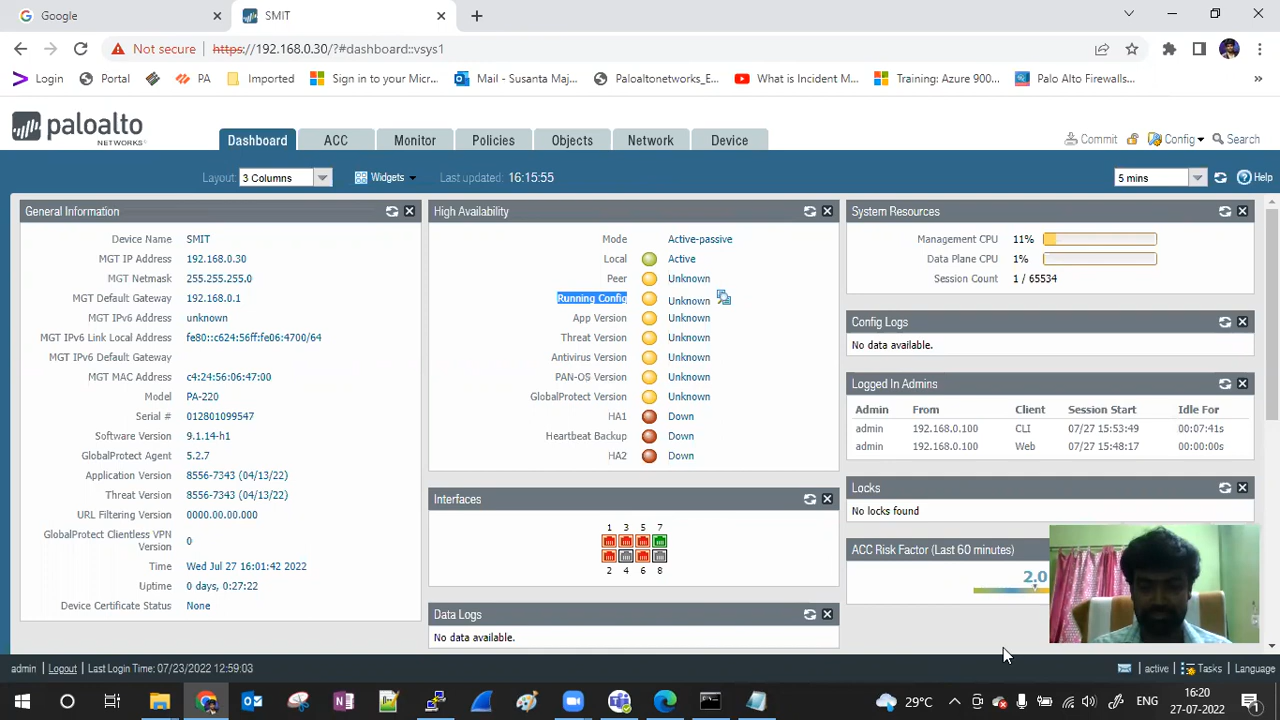 Google
SMIT
Not secure https://192.168.0.30/?#dashboard::vsys1
Login Portal PA Imported Sign in to your Micr... Mail - Susanta Maj... Paloaltonetworks_E... What is Incident M... Training: Azure 900... Palo Alto Firewalls... »
paloalto
NETWORKS
Dashboard ACC Monitor Policies Objects Network Device
Commit Config Search
Layout: 3 Columns Widgets Last updated: 16:15:55 5 mins Help
General Information
Device Name SMIT
MGT IP Address 192.168.0.30
MGT Netmask 255.255.255.0
MGT Default Gateway 192.168.0.1
MGT IPv6 Address unknown
MGT IPv6 Link Local Address fe80::c624:56ff:fe06:4700/64
MGT IPv6 Default Gateway
MGT MAC Address c4:24:56:06:47:00
Model PA-220
Serial # 012801099547
Software Version 9.1.14-h1
GlobalProtect Agent 5.2.7
Application Version 8556-7343 (04/13/22)
Threat Version 8556-7343 (04/13/22)
URL Filtering Version 0000.00.00.000
GlobalProtect Clientless VPN Version 0
Time Wed Jul 27 16:01:42 2022
Uptime 0 days, 0:27:22
Device Certificate Status None
High Availability
Mode Active-passive
Local Active
Peer Unknown
Running Config Unknown
App Version Unknown
Threat Version Unknown
Antivirus Version Unknown
PAN-OS Version Unknown
GlobalProtect Version Unknown
HA1 Down
Heartbeat Backup Down
HA2 Down
Interfaces
1 3 5 7
2 4 6 8
Data Logs
No data available.
System Resources
Management CPU 11%
Data Plane CPU 1%
Session Count 1 / 65534
Config Logs
No data available.
Logged In Admins
Admin From Client Session Start Idle For
admin 192.168.0.100 CLI 07/27 15:53:49 00:07:41s
admin 192.168.0.100 Web 07/27 15:48:17 00:00:00s
Locks
No locks found
ACC Risk Factor (Last 60 minutes)
2.0
admin Logout Last Login Time: 07/23/2022 12:59:03 active Tasks Language
29°C ENG 16:20
27-07-2022 1